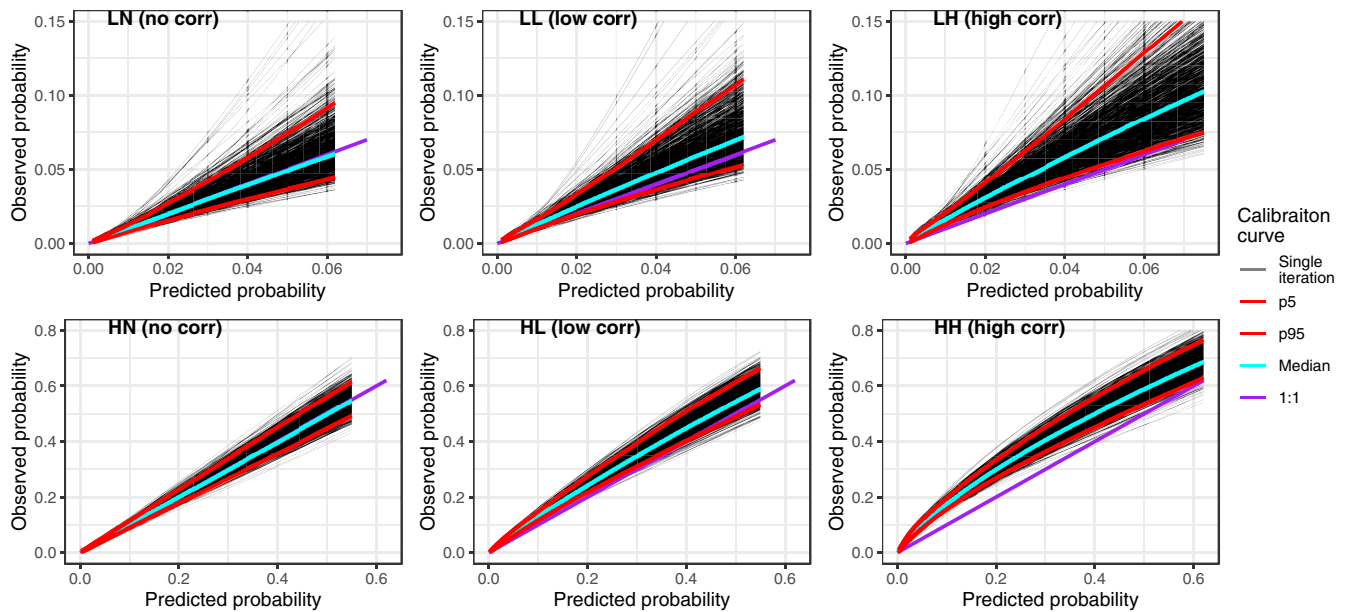 LN (no corr)
LL (low corr)
LH (high corr)
0.15
0.10
0.05
0.00
0.00 0.02 0.04 0.06
Observed probability
Predicted probability
0.15
0.10
0.05
0.00
0.00 0.02 0.04 0.06
Observed probability
Predicted probability
0.15
0.10
0.05
0.00
0.00 0.02 0.04 0.06
Observed probability
Predicted probability
HN (no corr)
HL (low corr)
HH (high corr)
0.8
0.6
0.4
0.2
0.0
0.0 0.2 0.4 0.6
Observed probability
Predicted probability
0.8
0.6
0.4
0.2
0.0
0.0 0.2 0.4 0.6
Observed probability
Predicted probability
0.8
0.6
0.4
0.2
0.0
0.0 0.2 0.4 0.6
Observed probability
Predicted probability
Calibraiton
curve
Single
iteration
p5
p95
Median
1:1